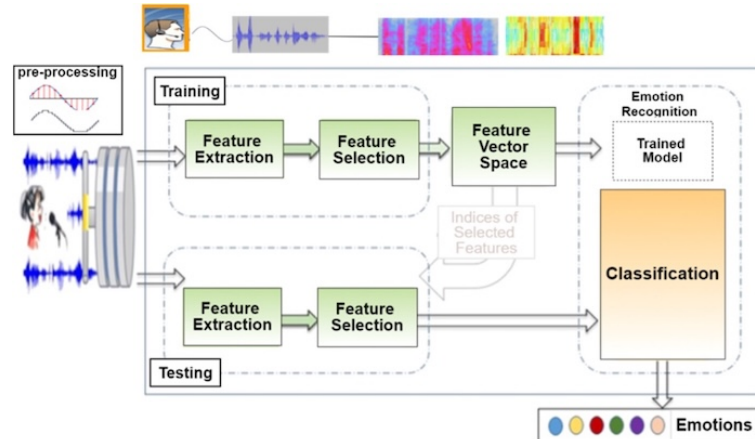 pre-processing
Training
Feature
Extraction
Feature
Selection
Feature
Vector
Space
Emotion
Recognition
Trained
Model
Indices of
Selected
Features
Classification
Feature
Extraction
Feature
Selection
Testing
Emotions